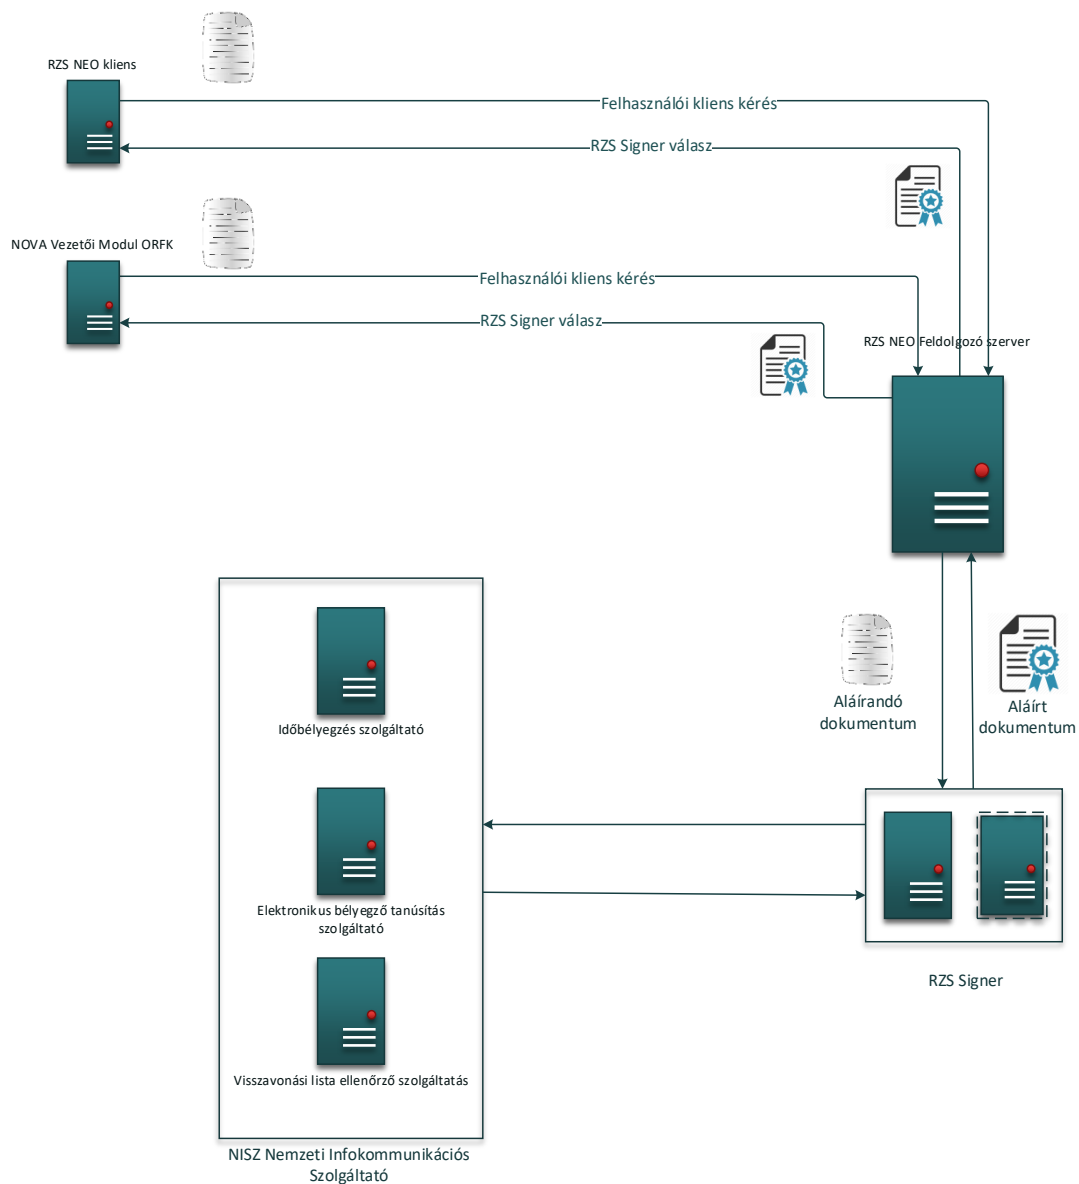 RZS NEO kliens
Felhasználói kliens kérés
RZS Signer válasz
NOVA Vezetői Modul ORFK
Felhasználói kliens kérés
RZS Signer válasz
RZS NEO Feldolgozó szerver
Aláírandó
dokumentum
Aláírt
dokumentum
Időbélyegzés szolgáltató
Elektronikus bélyegző tanúsítás
szolgáltató
Visszavonási lista ellenőrző szolgáltatás
RZS Signer
NISZ Nemzeti Infokommunikációs
Szolgáltató